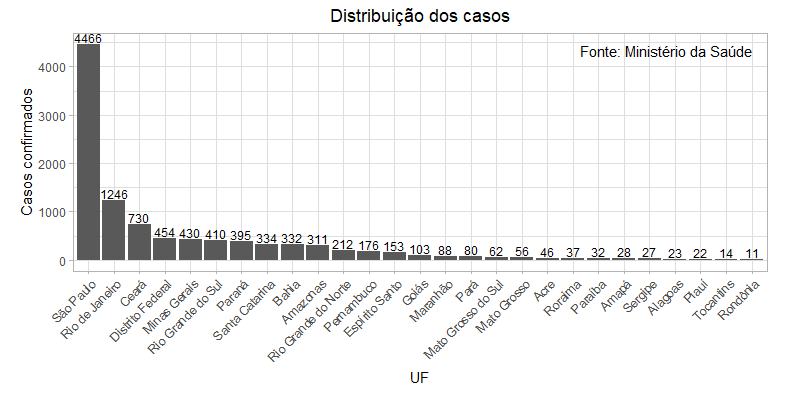 Distribuição dos casos
Fonte: Ministério da Saúde
Casos confirmados
4000
3000
2000
1000
0
4466
1246
730
454
430
410
395
334
332
311
212
176
153
103
88
80
62
56
46
37
32
28
27
23
22
14
11
São Paulo
Rio de Janeiro
Ceará
Distrito Federal
Minas Gerais
Rio Grande do Sul
Paraná
Santa Catarina
Bahia
Amazonas
Rio Grande do Norte
Pernambuco
Espírito Santo
Goiás
Maranhão
Pará
Mato Grosso do Sul
Mato Grosso
Acre
Roraima
Paraíba
Amapá
Sergipe
Alagoas
Piauí
Tocantins
Rondônia
UF